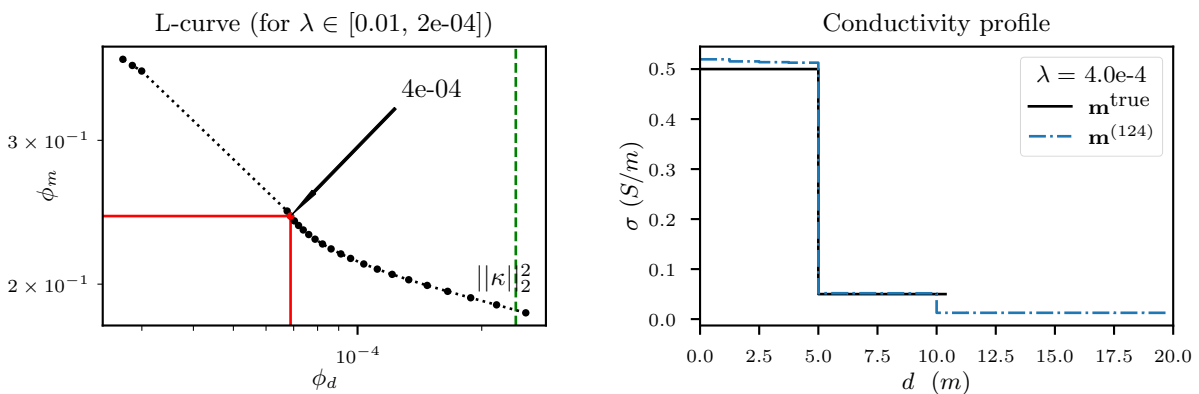 L-curve (for λ ∈ [0.01, 2e-04])
4e-04
3 × 10⁻¹
ϕₘ
2 × 10⁻¹
||κ||₂²
10⁻⁴
ϕ_d
Conductivity profile
λ = 4.0e-4
m^true
m^(124)
0.5
0.4
0.3
0.2
0.1
0.0
σ (S/m)
0.0 2.5 5.0 7.5 10.0 12.5 15.0 17.5 20.0
d (m)